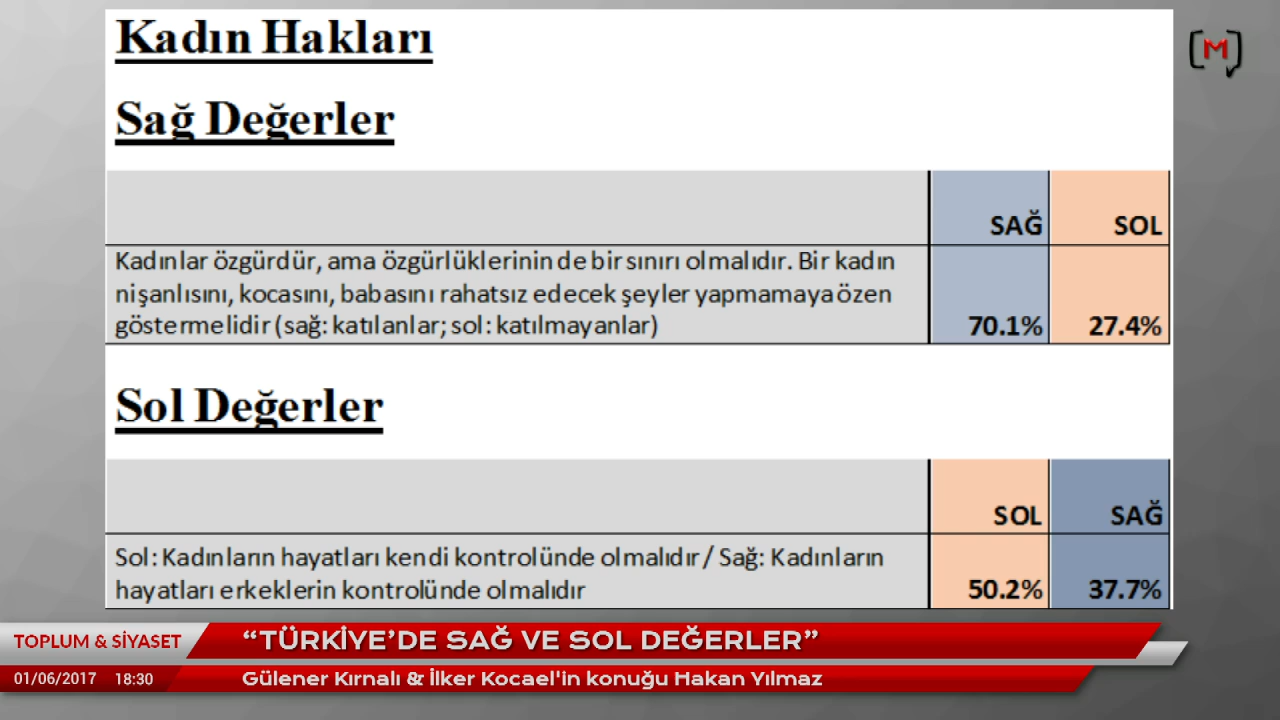 Kadın Hakları
M
Sağ Değerler
SAĞ SOL
Kadınlar özgürdür, ama özgürlüklerinin de bir sınırı olmalıdır. Bir kadın
nişanlısını, kocasını, babasını rahatsız edecek şeyler yapmamaya özen
göstermelidir (sağ: katılanlar; sol: katılmayanlar) 70.1% 27.4%
Sol Değerler
SOL SAĞ
Sol: Kadınların hayatları kendi kontrolünde olmalıdır / Sağ: Kadınların
hayatları erkeklerin kontrolünde olmalıdır 50.2% 37.7%
TOPLUM & SİYASET "TÜRKİYE'DE SAĞ VE SOL DEĞERLER"
01/06/2017 18:30 Gülener Kırnalı & İlker Kocael'in konuğu Hakan Yılmaz